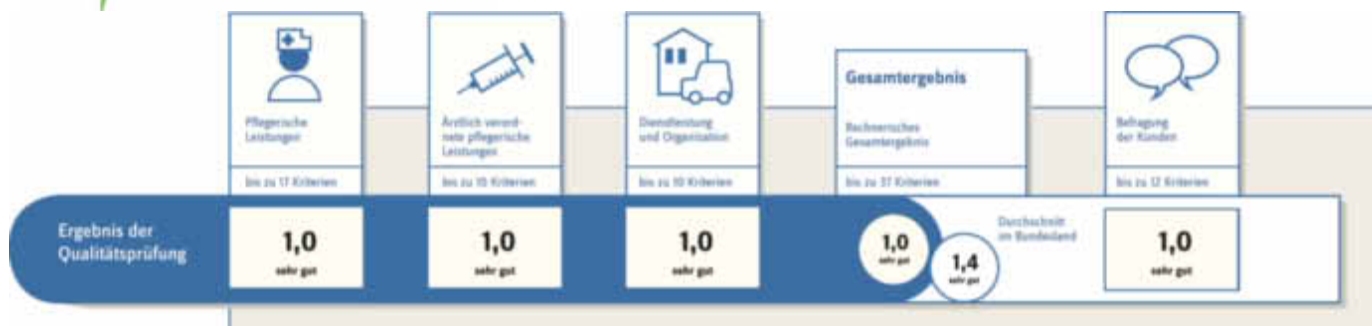 Pflegerische
Leistungen
bis zu 17 Kriterien
Ärztlich verord-
nete pflegerische
Leistungen
bis zu 10 Kriterien
Dienstleistung
und Organisation
bis zu 10 Kriterien
Gesamtergebnis
Rechnerisches
Gesamtergebnis
bis zu 37 Kriterien
Befragung
der Kunden
bis zu 12 Kriterien
Ergebnis der
Qualitätsprüfung
1,0
sehr gut
1,0
sehr gut
1,0
sehr gut
1,0
sehr gut
1,4
sehr gut
Durchschnitt
im Bundesland
1,0
sehr gut